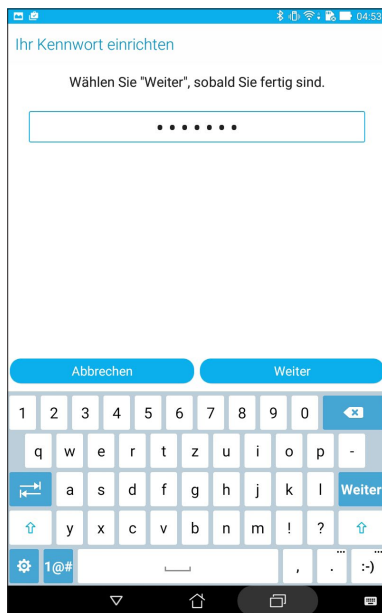 04:53
Ihr Kennwort einrichten
Wählen Sie "Weiter", sobald Sie fertig sind.
•••••••
Abbrechen Weiter
1 2 3 4 5 6 7 8 9 0
q w e r t z u i o p -
a s d f g h j k l Weiter
y x c v b n m ! ?
1@# , . :-)